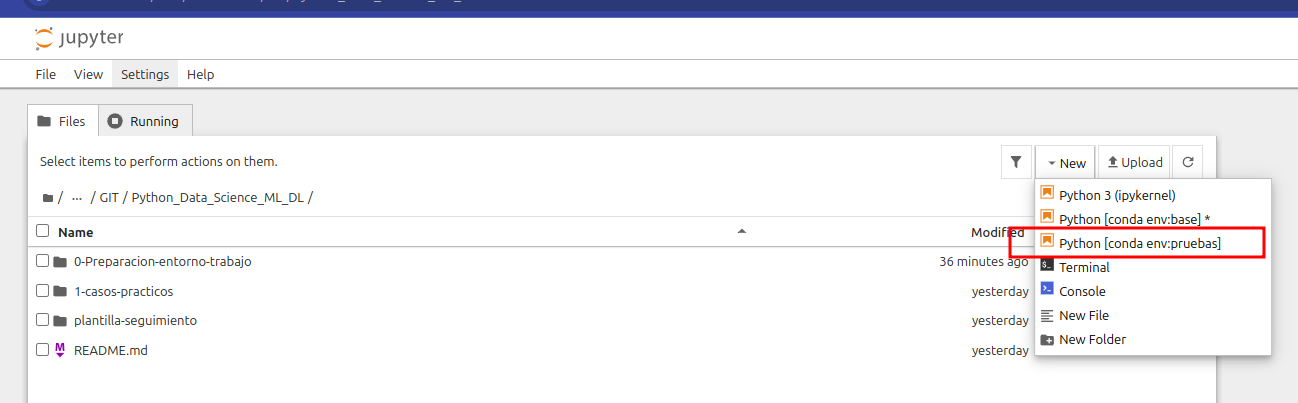 jupyter
File View Settings Help
Files Running
Select items to perform actions on them.
New Upload
/ ... / GIT / Python_Data_Science_ML_DL /
Name Modified
0-Preparacion-entorno-trabajo 36 minutes ago
1-casos-practicos yesterday
plantilla-seguimiento yesterday
README.md yesterday
Python 3 (ipykernel)
Python [conda env:base] *
Python [conda env:pruebas]
Terminal
Console
New File
New Folder